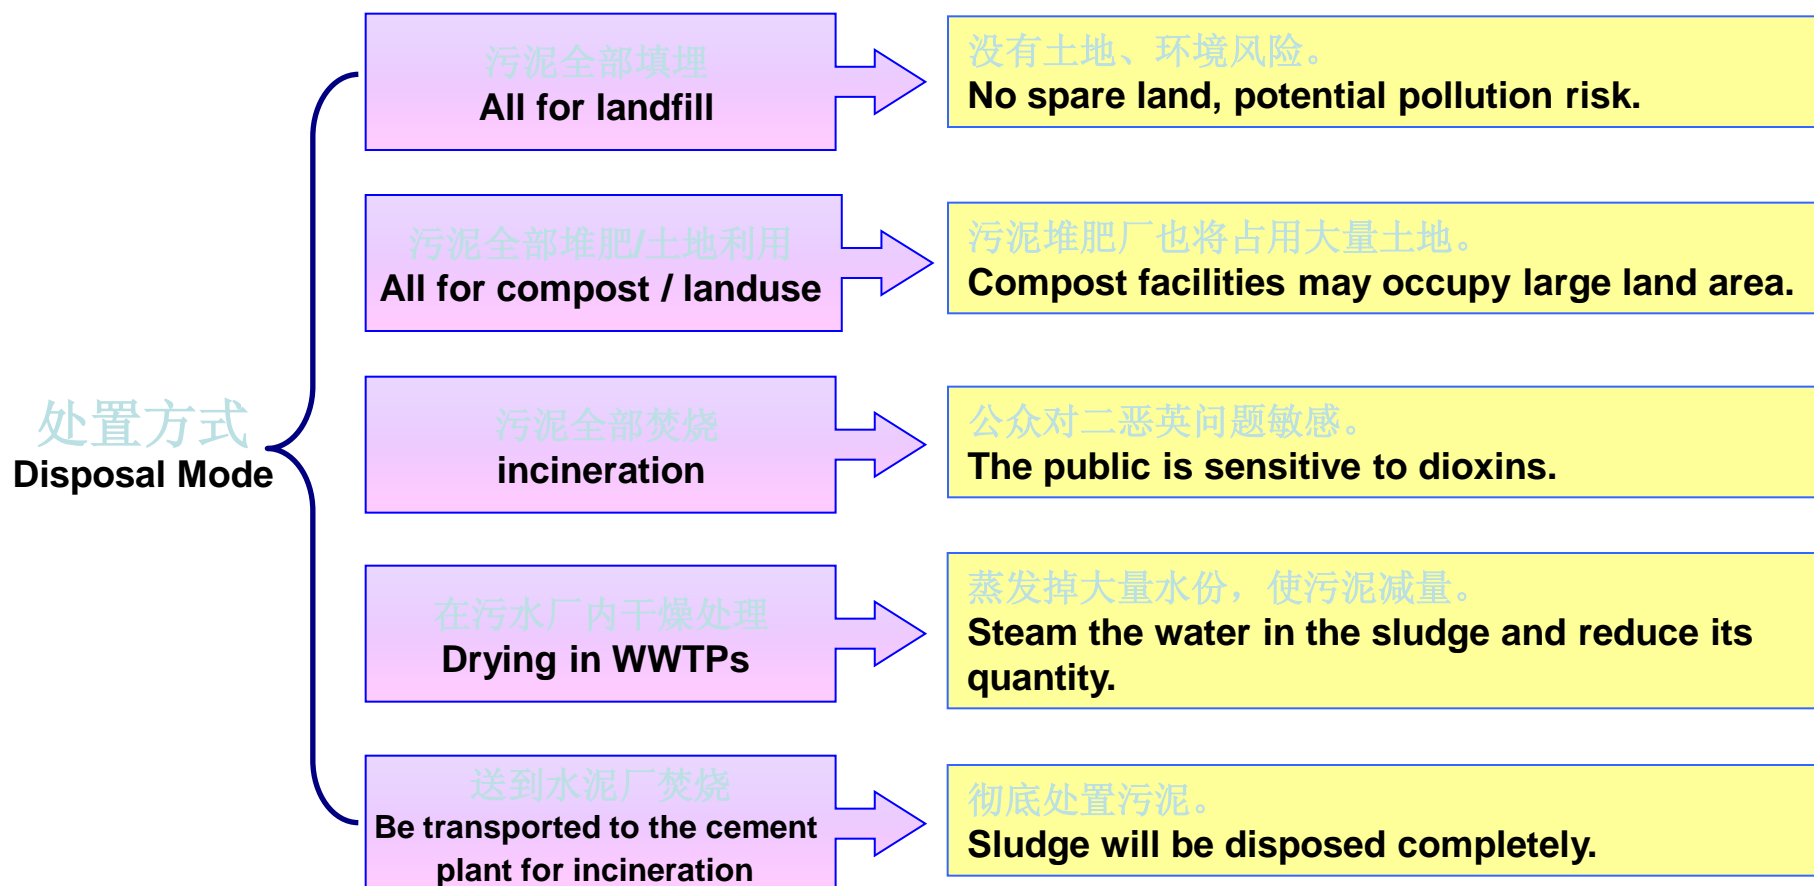 处置方式
Disposal Mode
污泥全部填埋
All for landfill
没有土地、环境风险。
No spare land, potential pollution risk.
污泥全部堆肥/土地利用
All for compost / landuse
污泥堆肥厂也将占用大量土地。
Compost facilities may occupy large land area.
污泥全部焚烧
incineration
公众对二恶英问题敏感。
The public is sensitive to dioxins.
在污水厂内干燥处理
Drying in WWTPs
蒸发掉大量水份，使污泥减量。
Steam the water in the sludge and reduce its
quantity.
送到水泥厂焚烧
Be transported to the cement
plant for incineration
彻底处置污泥。
Sludge will be disposed completely.